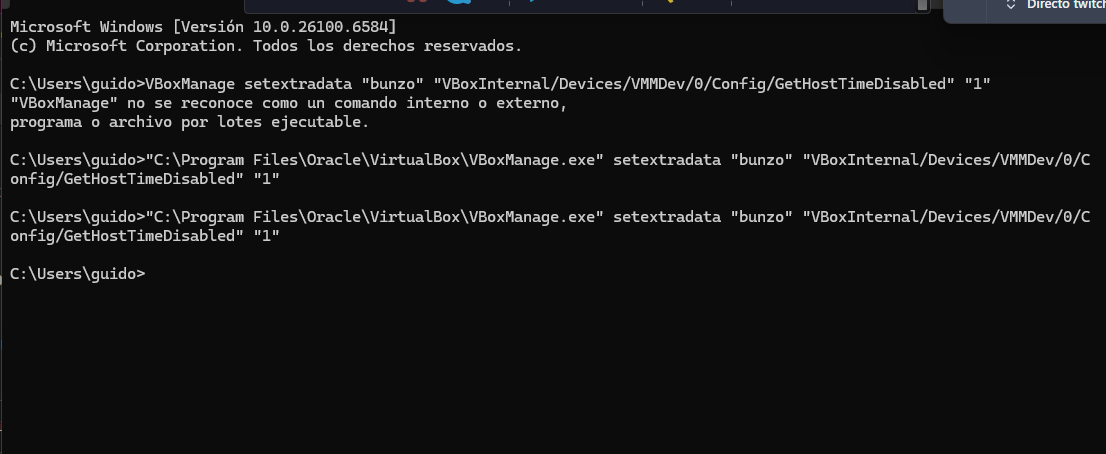 Directo twitch
Microsoft Windows [Versión 10.0.26100.6584]
(c) Microsoft Corporation. Todos los derechos reservados.
C:\Users\guido>VBoxManage setextradata "bunzo" "VBoxInternal/Devices/VMMDev/0/Config/GetHostTimeDisabled" "1"
"VBoxManage" no se reconoce como un comando interno o externo,
programa o archivo por lotes ejecutable.
C:\Users\guido>"C:\Program Files\Oracle\VirtualBox\VBoxManage.exe" setextradata "bunzo" "VBoxInternal/Devices/VMMDev/0/C
onfig/GetHostTimeDisabled" "1"
C:\Users\guido>"C:\Program Files\Oracle\VirtualBox\VBoxManage.exe" setextradata "bunzo" "VBoxInternal/Devices/VMMDev/0/C
onfig/GetHostTimeDisabled" "1"
C:\Users\guido>